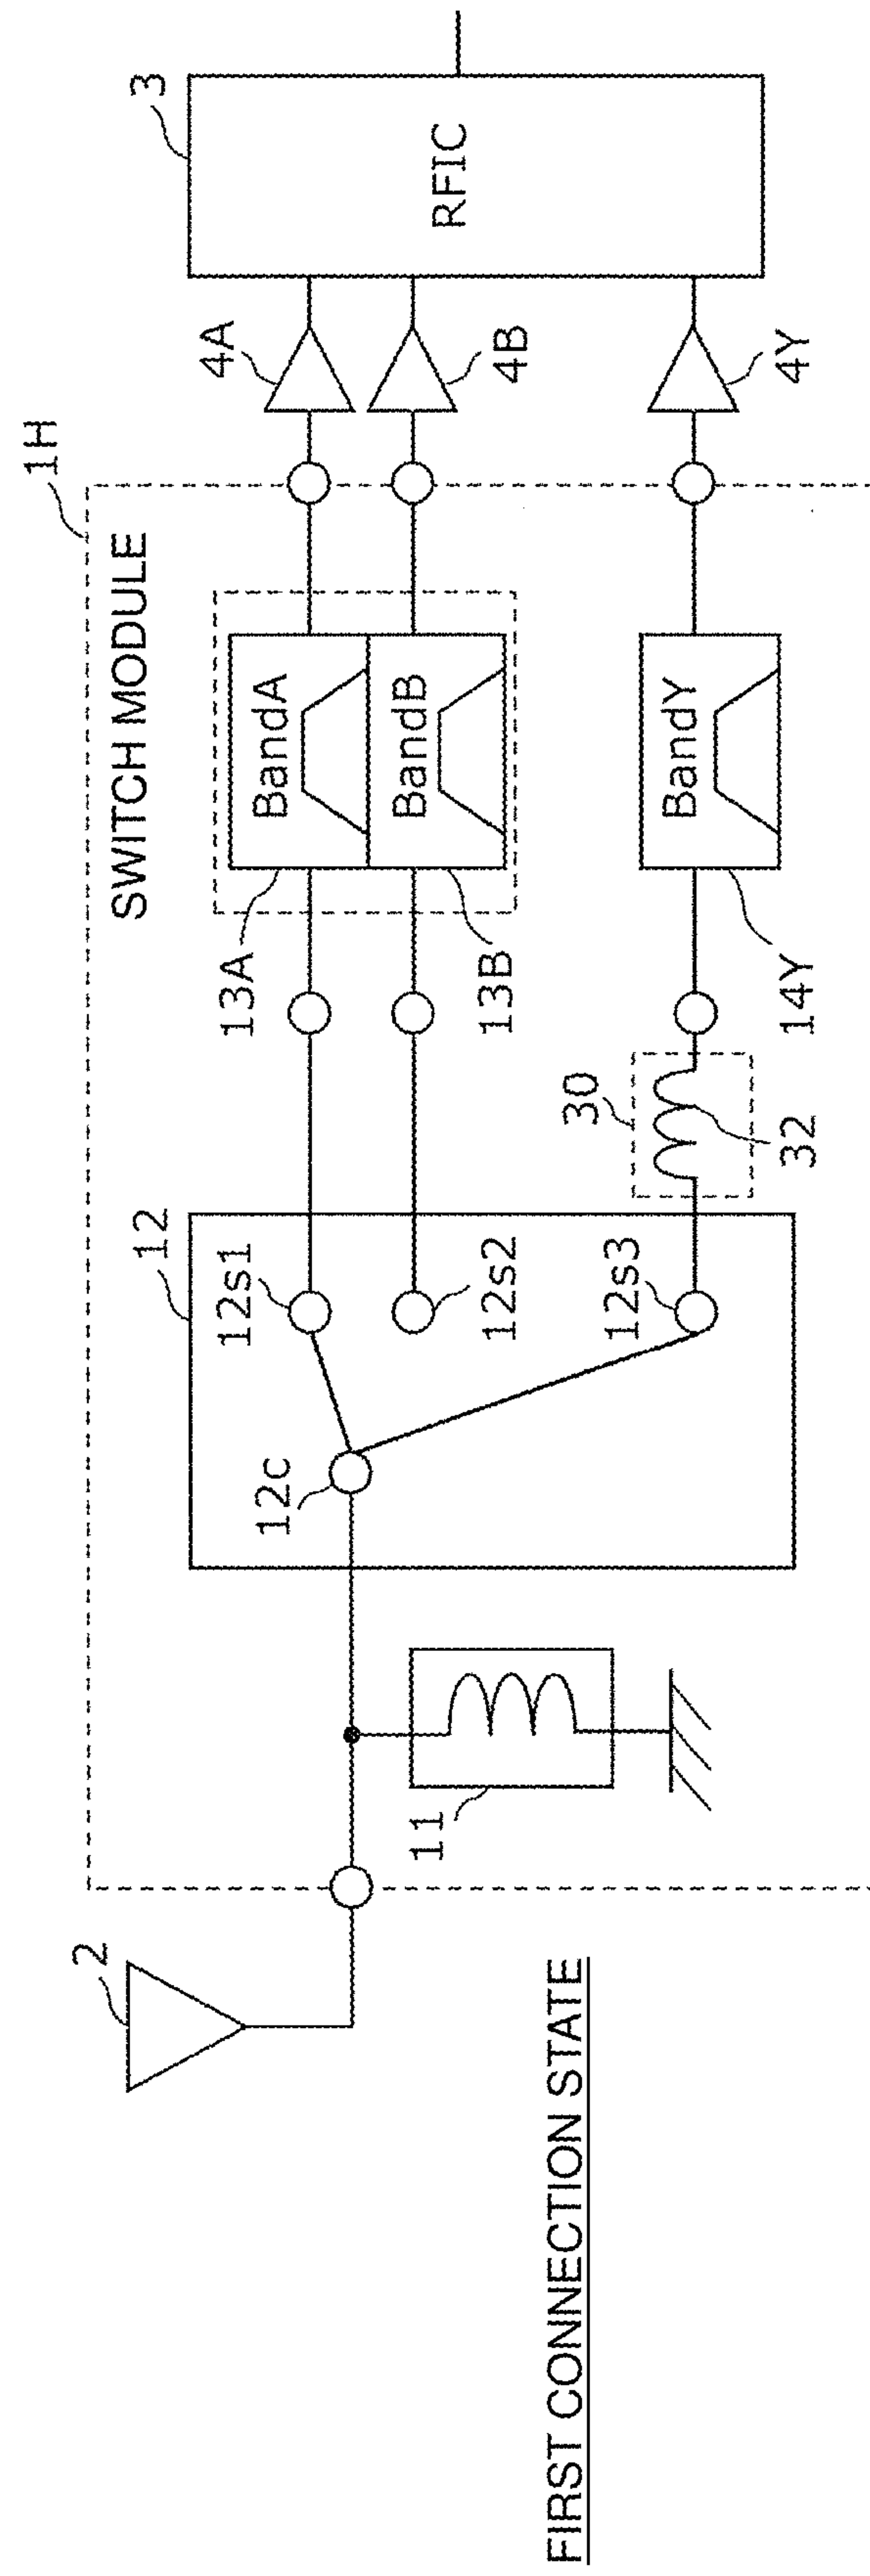 1H
SWITCH MODULE
3
RFIC
4A
4B
4Y
BandA
BandB
BandY
13A
13B
14Y
30
32
12
12s1
12s2
12s3
12c
11
2
FIRST CONNECTION STATE